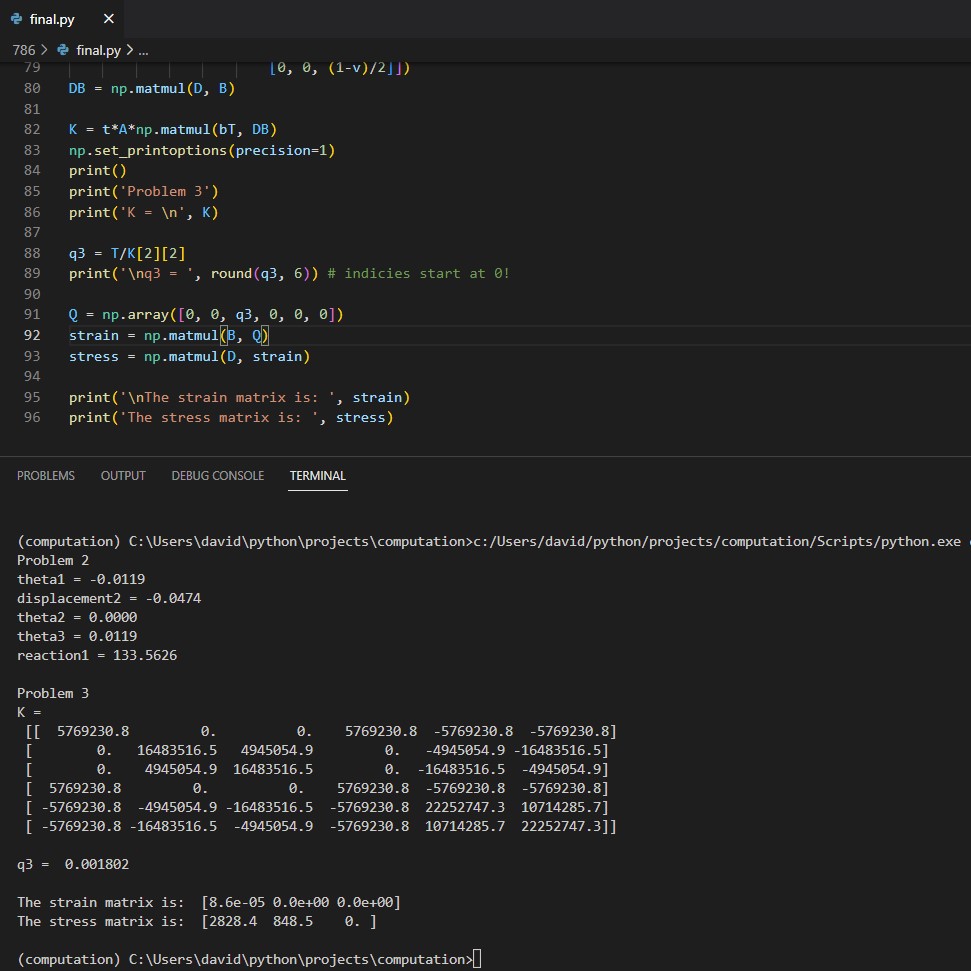 final.py ×
786 > final.py > ...
79 [0, 0, (1-v)/2]])
80 DB = np.matmul(D, B)
81
82 K = t*A*np.matmul(bT, DB)
83 np.set_printoptions(precision=1)
84 print()
85 print('Problem 3')
86 print('K = \n', K)
87
88 q3 = T/K[2][2]
89 print('\nq3 = ', round(q3, 6)) # indicies start at 0!
90
91 Q = np.array([0, 0, q3, 0, 0, 0])
92 strain = np.matmul(B, Q)
93 stress = np.matmul(D, strain)
94
95 print('\nThe strain matrix is: ', strain)
96 print('The stress matrix is: ', stress)
PROBLEMS OUTPUT DEBUG CONSOLE TERMINAL
(computation) C:\Users\david\python\projects\computation>c:/Users/david/python/projects/computation/Scripts/python.exe
Problem 2
theta1 = -0.0119
displacement2 = -0.0474
theta2 = 0.0000
theta3 = 0.0119
reaction1 = 133.5626
Problem 3
K =
[[ 5769230.8 0. 0. 5769230.8 -5769230.8 -5769230.8]
[ 0. 16483516.5 4945054.9 0. -4945054.9 -16483516.5]
[ 0. 4945054.9 16483516.5 0. -16483516.5 -4945054.9]
[ 5769230.8 0. 0. 5769230.8 -5769230.8 -5769230.8]
[ -5769230.8 -4945054.9 -16483516.5 -5769230.8 22252747.3 10714285.7]
[ -5769230.8 -16483516.5 -4945054.9 -5769230.8 10714285.7 22252747.3]]
q3 = 0.001802
The strain matrix is: [8.6e-05 0.0e+00 0.0e+00]
The stress matrix is: [2828.4 848.5 0. ]
(computation) C:\Users\david\python\projects\computation>